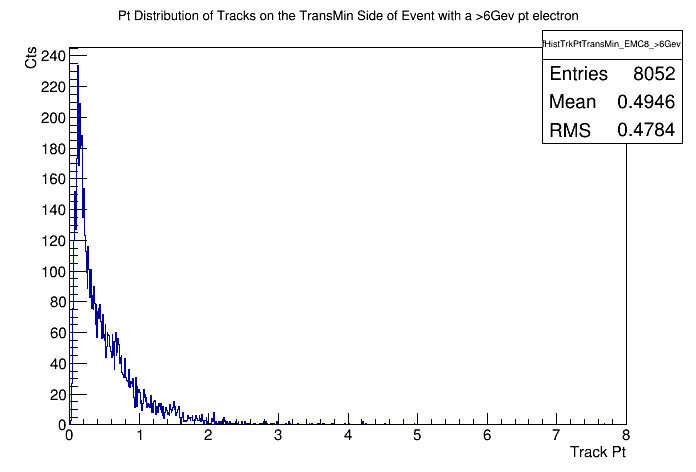 Pt Distribution of Tracks on the TransMin Side of Event with a >6Gev pt electron
fHistTrkPtTransMin_EMC8_>6Gev
Entries 8052
Mean 0.4946
RMS 0.4784
Cts
240
220
200
180
160
140
120
100
80
60
40
20
0
0 1 2 3 4 5 6 7 8
Track Pt